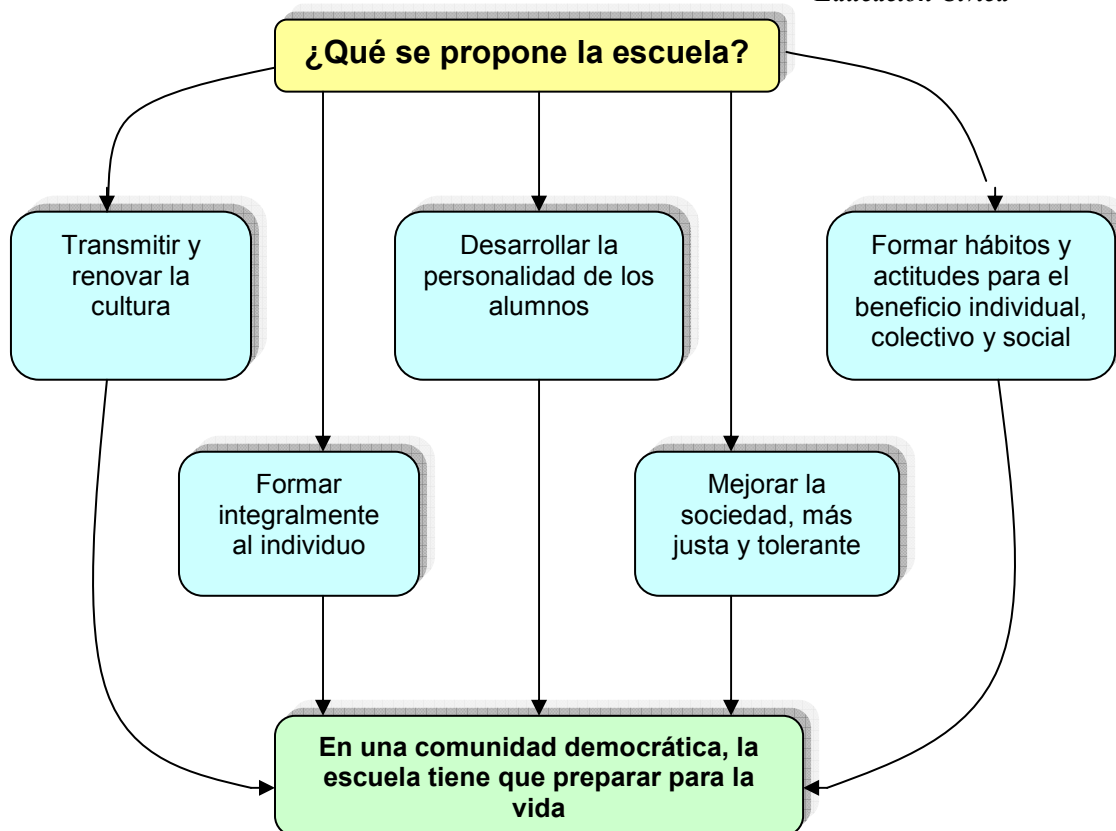 Educación Cívica
¿Qué se propone la escuela?
Transmitir y
renovar la
cultura
Desarrollar la
personalidad de los
alumnos
Formar hábitos y
actitudes para el
beneficio individual,
colectivo y social
Formar
integralmente
al individuo
Mejorar la
sociedad, más
justa y tolerante
En una comunidad democrática, la
escuela tiene que preparar para la
vida